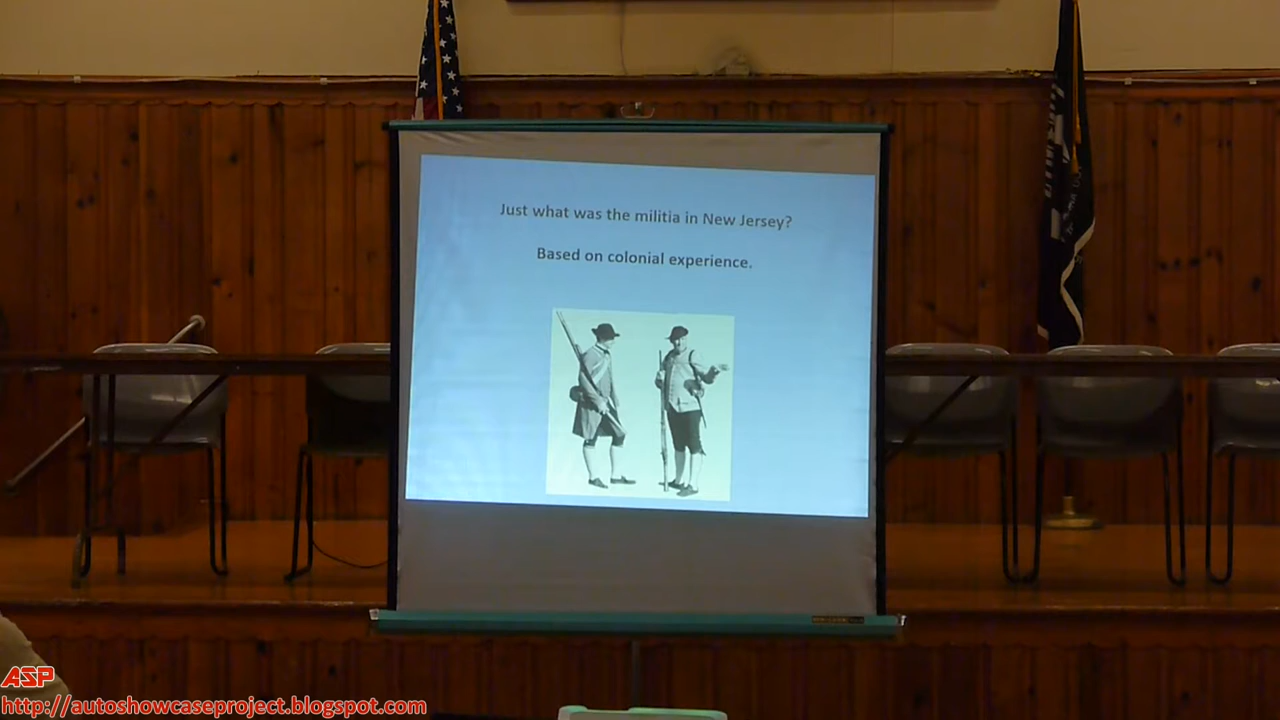 Just what was the militia in New Jersey?
Based on colonial experience.
ASP
http://autoshowcaseproject.blogspot.com